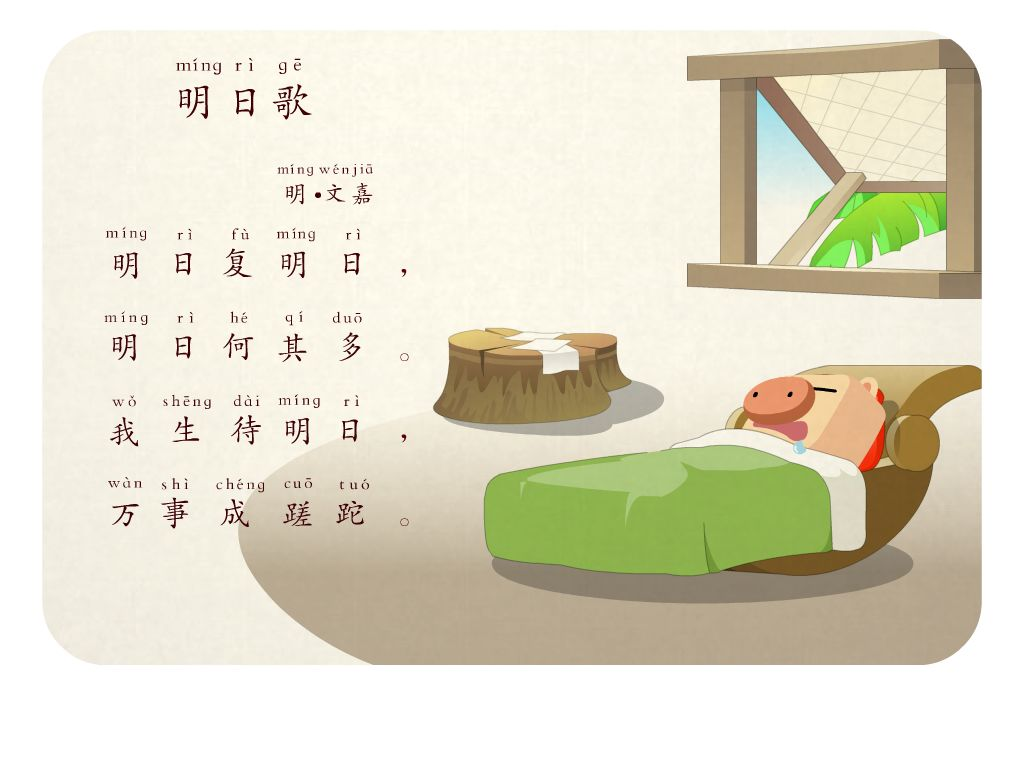 míng rì gē
明日歌
míng wén jiā
明•文嘉
míng rì fù míng rì
明日复明日，
míng rì hé qí duō
明日何其多。
wǒ shēng dài míng rì
我生待明日，
wàn shì chéng cuō tuó
万事成蹉跎。